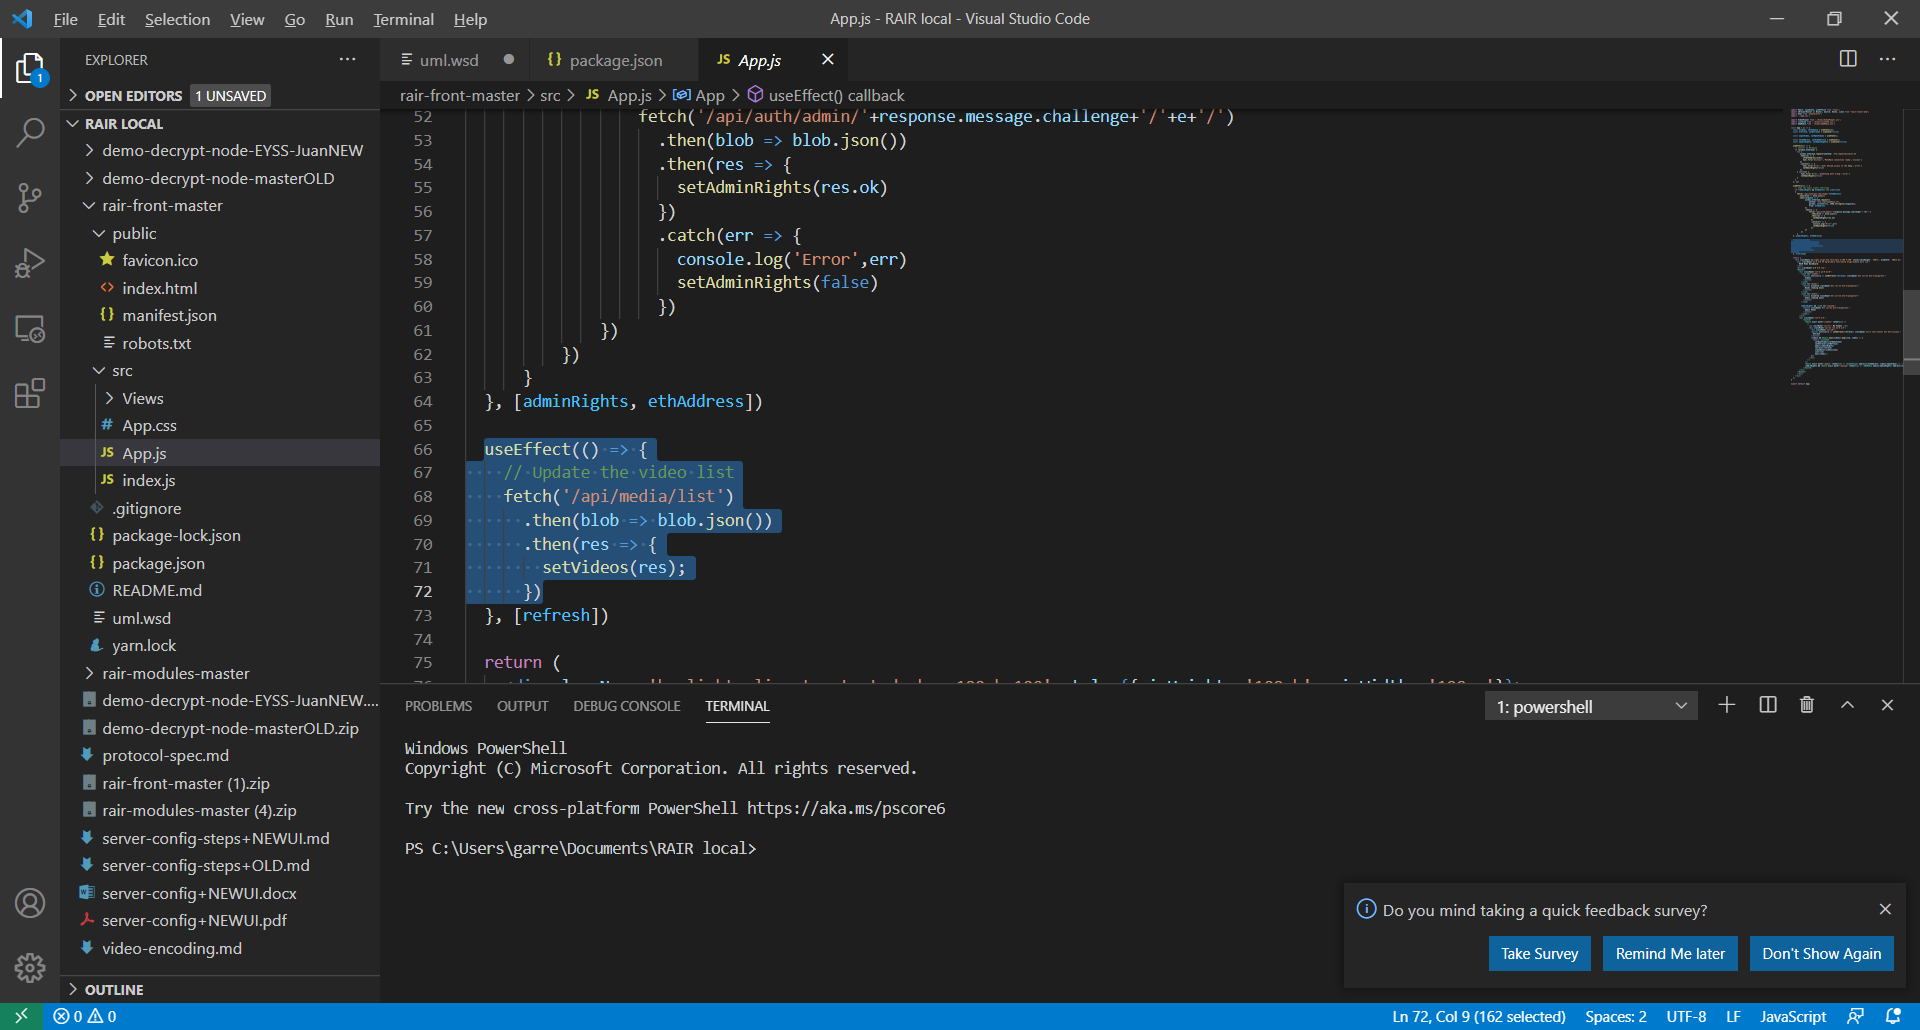 File Edit Selection View Go Run Terminal Help
App.js - RAIR local - Visual Studio Code
EXPLORER
OPEN EDITORS 1 UNSAVED
RAIR LOCAL
demo-decrypt-node-EYSS-JuanNEW
demo-decrypt-node-masterOLD
rair-front-master
public
favicon.ico
index.html
manifest.json
robots.txt
src
Views
App.css
App.js
index.js
.gitignore
package-lock.json
package.json
README.md
uml.wsd
yarn.lock
rair-modules-master
demo-decrypt-node-EYSS-JuanNEW....
demo-decrypt-node-masterOLD.zip
protocol-spec.md
rair-front-master (1).zip
rair-modules-master (4).zip
server-config-steps+NEWUI.md
server-config-steps+OLD.md
server-config+NEWUI.docx
server-config+NEWUI.pdf
video-encoding.md
OUTLINE
uml.wsd
{} package.json
JS App.js
rair-front-master > src > JS App.js > App > useEffect() callback
52 fetch('/api/auth/admin/'+response.message.challenge+'/'+e+'/')
53 .then(blob => blob.json())
54 .then(res => {
55 setAdminRights(res.ok)
56 })
57 .catch(err => {
58 console.log('Error',err)
59 setAdminRights(false)
60 })
61 })
62 })
63 }
64 }, [adminRights, ethAddress])
65
66 useEffect(() => {
67 // Update the video list
68 fetch('/api/media/list')
69 .then(blob => blob.json())
70 .then(res => {
71 setVideos(res);
72 })
73 }, [refresh])
74
75 return (
PROBLEMS OUTPUT DEBUG CONSOLE TERMINAL
1: powershell
Windows PowerShell
Copyright (C) Microsoft Corporation. All rights reserved.
Try the new cross-platform PowerShell https://aka.ms/pscore6
PS C:\Users\garre\Documents\RAIR local>
Do you mind taking a quick feedback survey?
Take Survey
Remind Me later
Don't Show Again
0 0
Ln 72, Col 9 (162 selected) Spaces: 2 UTF-8 LF JavaScript